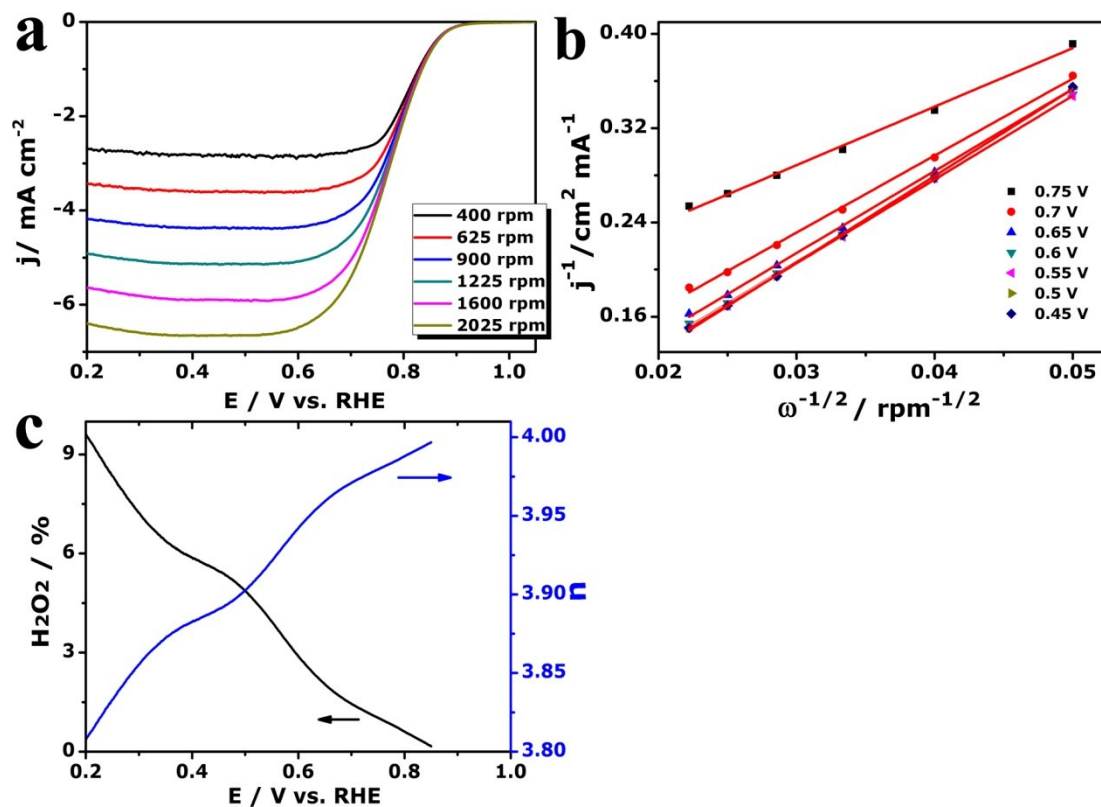 a
0
-2
-4
-6
j/ mA cm-2
400 rpm
625 rpm
900 rpm
1225 rpm
1600 rpm
2025 rpm
0.2 0.4 0.6 0.8 1.0
E / V vs. RHE
b
0.40
0.32
0.24
0.16
j-1 /cm2 mA-1
0.75 V
0.7 V
0.65 V
0.6 V
0.55 V
0.5 V
0.45 V
0.02 0.03 0.04 0.05
ω-1/2 / rpm-1/2
c
9
6
3
0
H2O2 / %
4.00
3.95
3.90
3.85
3.80
n
0.2 0.4 0.6 0.8 1.0
E / V vs. RHE